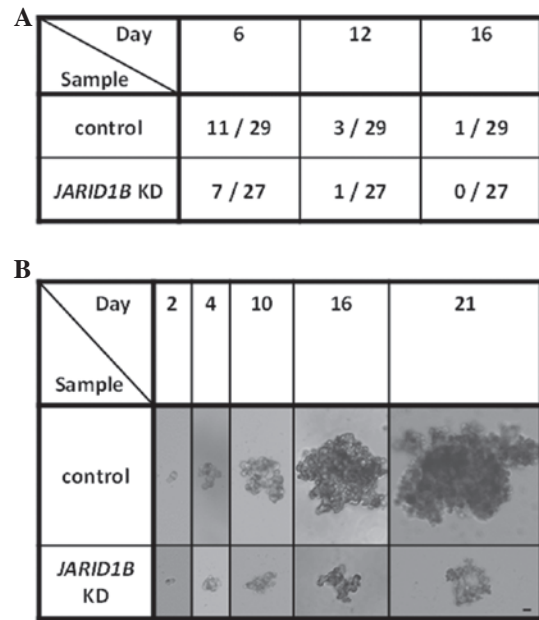 A
Day 6 12 16
Sample
control 11 / 29 3 / 29 1 / 29
JARID1B KD 7 / 27 1 / 27 0 / 27
B
Day 2 4 10 16 21
Sample
control
JARID1B
KD